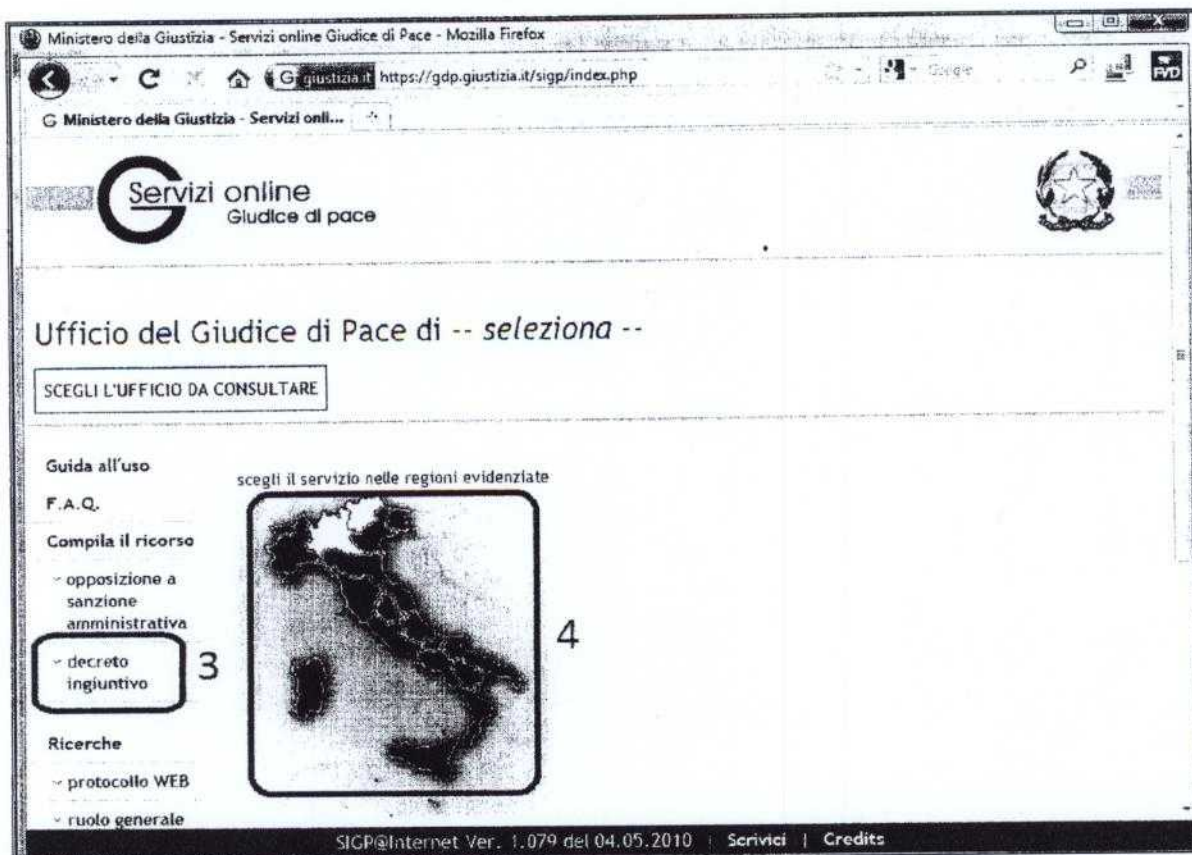 Ministero della Giustizia - Servizi online Giudice di Pace - Mozilla Firefox
G giustizia.it https://gdp.giustizia.it/sigp/index.php
Google
FVD
G Ministero della Giustizia - Servizi onli...
Servizi online
Giudice di pace
Ufficio del Giudice di Pace di -- seleziona --
SCEGLI L'UFFICIO DA CONSULTARE
Guida all'uso
F.A.Q.
Compila il ricorso
opposizione a
sanzione
amministrativa
decreto
ingiuntivo
3
Ricerche
protocollo WEB
ruolo generale
scegli il servizio nelle regioni evidenziate
4
SIGP@Internet Ver. 1.079 del 04.05.2010 | Scrivici | Credits